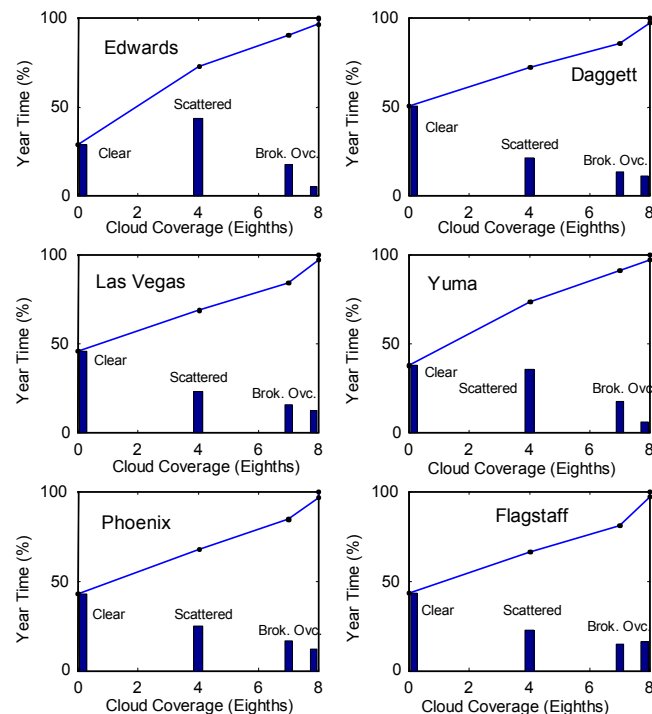 100
Edwards
Year Time (%)
50
Scattered
Clear
Brok. Ovc.
0
0 2 4 6 8
Cloud Coverage (Eighths)
100
Daggett
Year Time (%)
50
Clear
Scattered
Brok. Ovc.
0
0 2 4 6 8
Cloud Coverage (Eighths)
100
Las Vegas
Year Time (%)
50
Clear
Scattered
Brok. Ovc.
0
0 2 4 6 8
Cloud Coverage (Eighths)
100
Yuma
Year Time (%)
50
Clear
Scattered
Brok. Ovc.
0
0 2 4 6 8
Cloud Coverage (Eighths)
100
Phoenix
Year Time (%)
50
Clear
Scattered
Brok. Ovc.
0
0 2 4 6 8
Cloud Coverage (Eighths)
100
Flagstaff
Year Time (%)
50
Clear
Scattered
Brok. Ovc.
0
0 2 4 6 8
Cloud Coverage (Eighths)